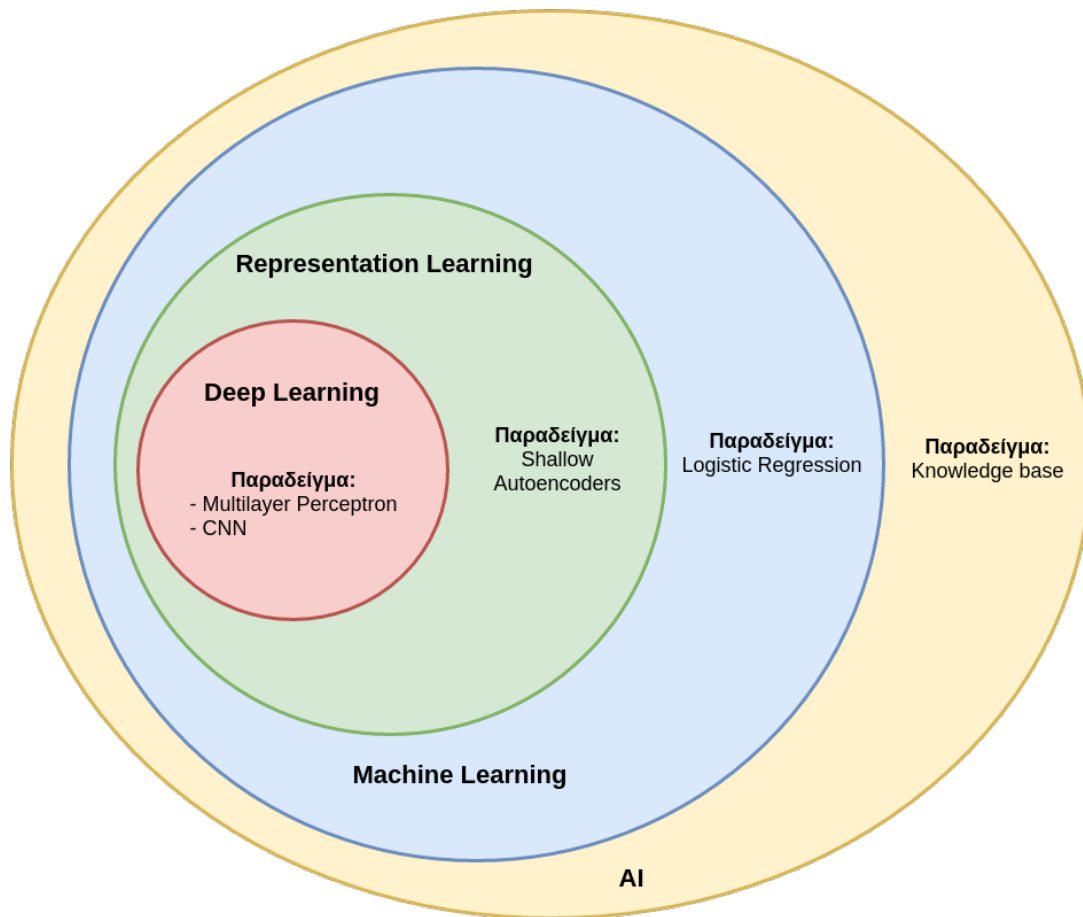 Representation Learning
Deep Learning
Παραδείγμα:
- Multilayer Perceptron
- CNN
Παραδείγμα:
Shallow
Autoencoders
Παραδείγμα:
Logistic Regression
Παραδείγμα:
Knowledge base
Machine Learning
AI